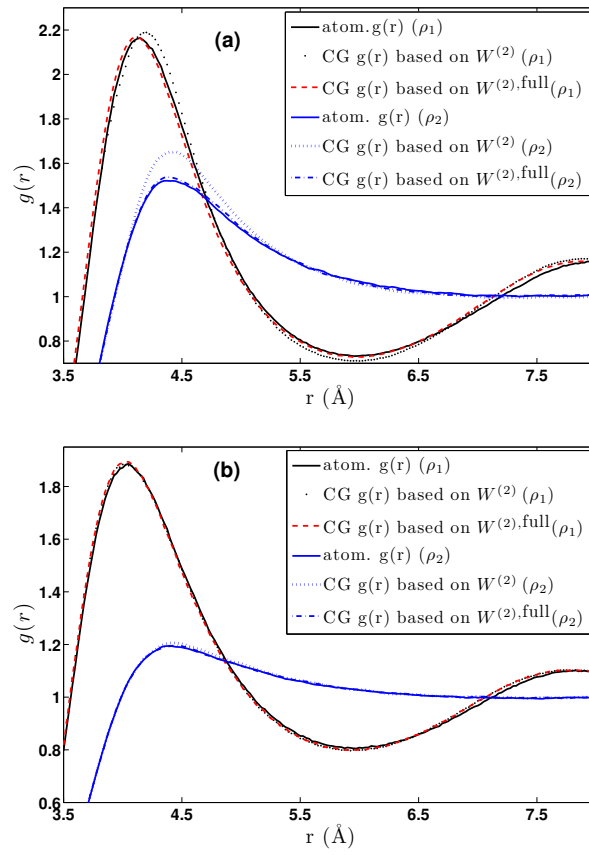 (a)
atom.g(r) (ρ₁)
CG g(r) based on W⁽²⁾ (ρ₁)
CG g(r) based on W⁽²⁾,ᶠᵘˡˡ(ρ₁)
atom. g(r) (ρ₂)
CG g(r) based on W⁽²⁾ (ρ₂)
CG g(r) based on W⁽²⁾,ᶠᵘˡˡ(ρ₂)
2.2
2
1.8
1.6
1.4
1.2
1
0.8
g(r)
3.5 4.5 5.5 6.5 7.5
r (Å)
(b)
atom. g(r) (ρ₁)
CG g(r) based on W⁽²⁾ (ρ₁)
CG g(r) based on W⁽²⁾,ᶠᵘˡˡ(ρ₁)
atom. g(r) (ρ₂)
CG g(r) based on W⁽²⁾ (ρ₂)
CG g(r) based on W⁽²⁾,ᶠᵘˡˡ(ρ₂)
1.8
1.6
1.4
1.2
1
0.8
0.6
g(r)
3.5 4.5 5.5 6.5 7.5
r (Å)